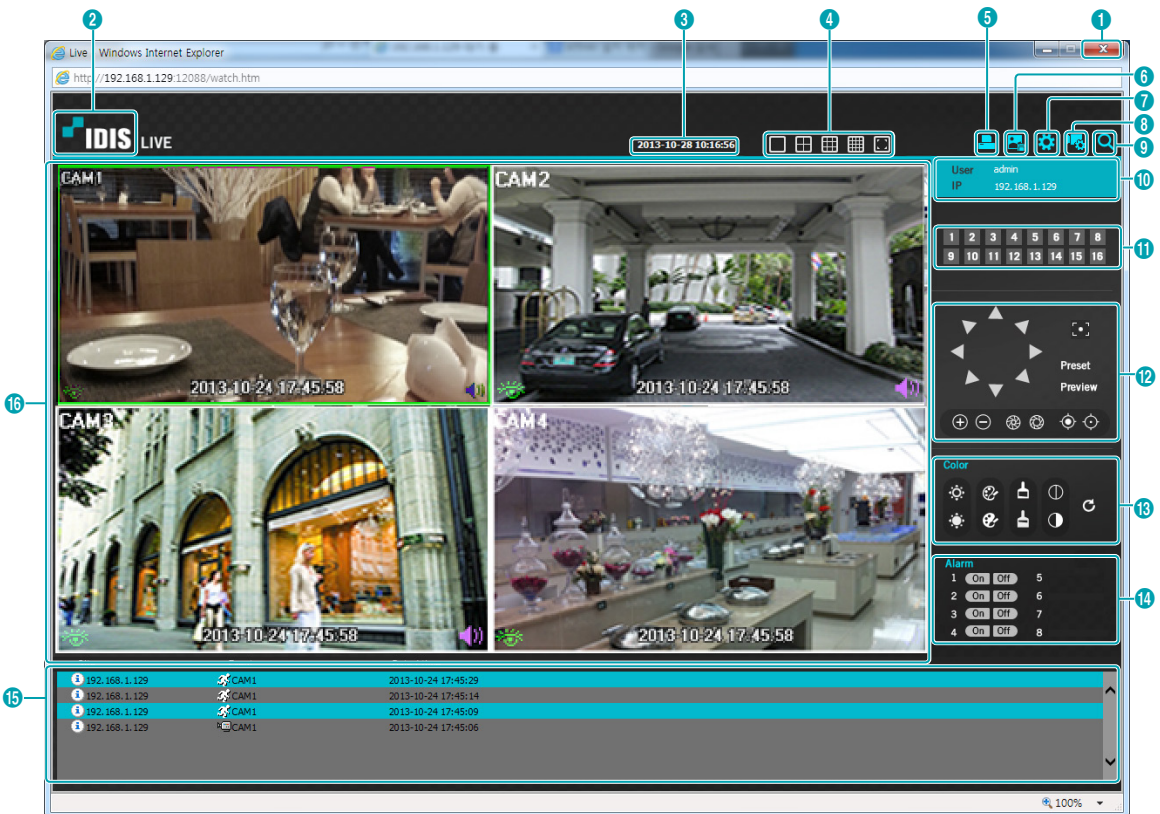 2 3 4 5 1
Live Windows Internet Explorer
http://192.168.1.129:12088/watch.htm
6
7
8
9
IDIS LIVE
2013-10-28 10:16:56
User admin
IP 192.168.1.129
10
CAM1
CAM2
1 2 3 4 5 6 7 8
9 10 11 12 13 14 15 16
11
Preset
Preview
12
2013-10-24 17:45:58
2013-10-24 17:45:58
16
CAM3
CAM4
Color
13
Alarm
1 On Off 5
2 On Off 6
3 On Off 7
4 On Off 8
14
2013-10-24 17:45:58
2013-10-24 17:45:58
15
192.168.1.129 CAM1 2013-10-24 17:45:29
192.168.1.129 CAM1 2013-10-24 17:45:14
192.168.1.129 CAM1 2013-10-24 17:45:09
192.168.1.129 CAM1 2013-10-24 17:45:06
100%